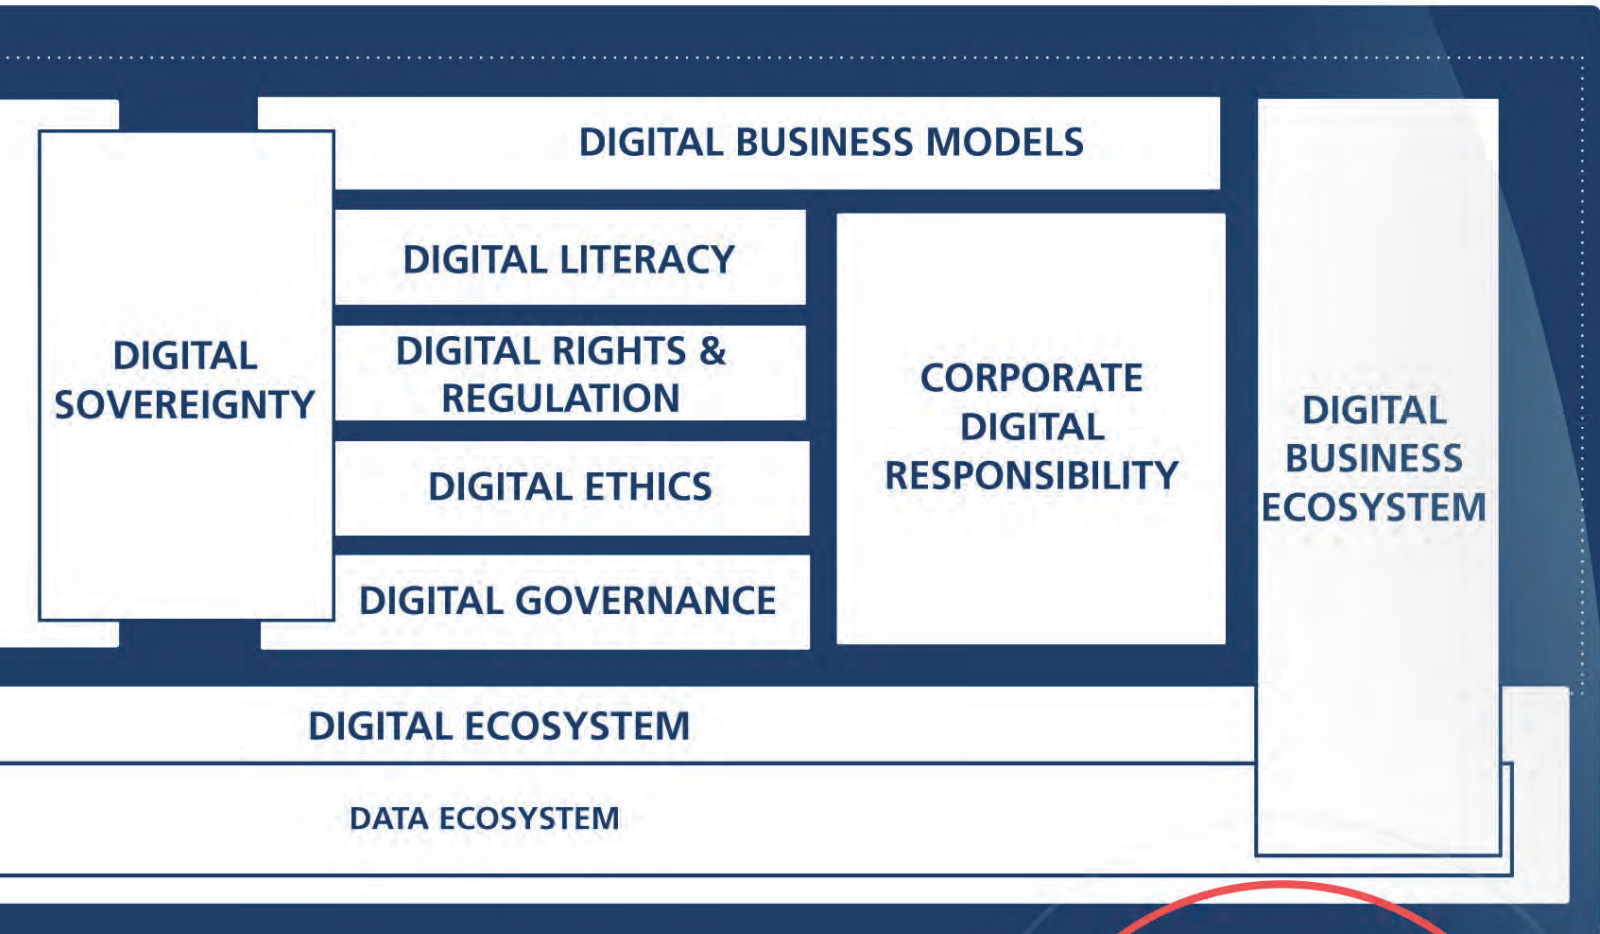 DIGITAL BUSINESS MODELS
DIGITAL LITERACY
DIGITAL RIGHTS &
REGULATION
DIGITAL ETHICS
DIGITAL GOVERNANCE
DIGITAL
SOVEREIGNTY
CORPORATE
DIGITAL
RESPONSIBILITY
DIGITAL
BUSINESS
ECOSYSTEM
DIGITAL ECOSYSTEM
DATA ECOSYSTEM